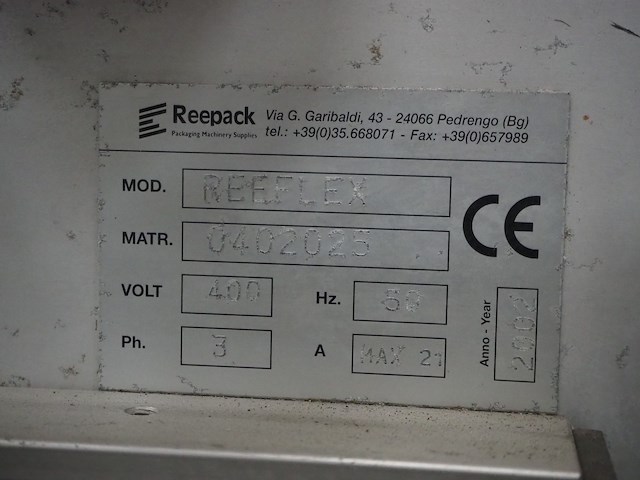 Reepack
Packaging Machinery Supplies
Via G. Garibaldi, 43 - 24066 Pedrengo (Bg)
tel.: +39(0)35.668071 - Fax: +39(0)657989
MOD. REEFLEX
MATR. 0402025
CE
VOLT 400 Hz. 50
Ph. 3 A MAX 21
Anno - Year 2002